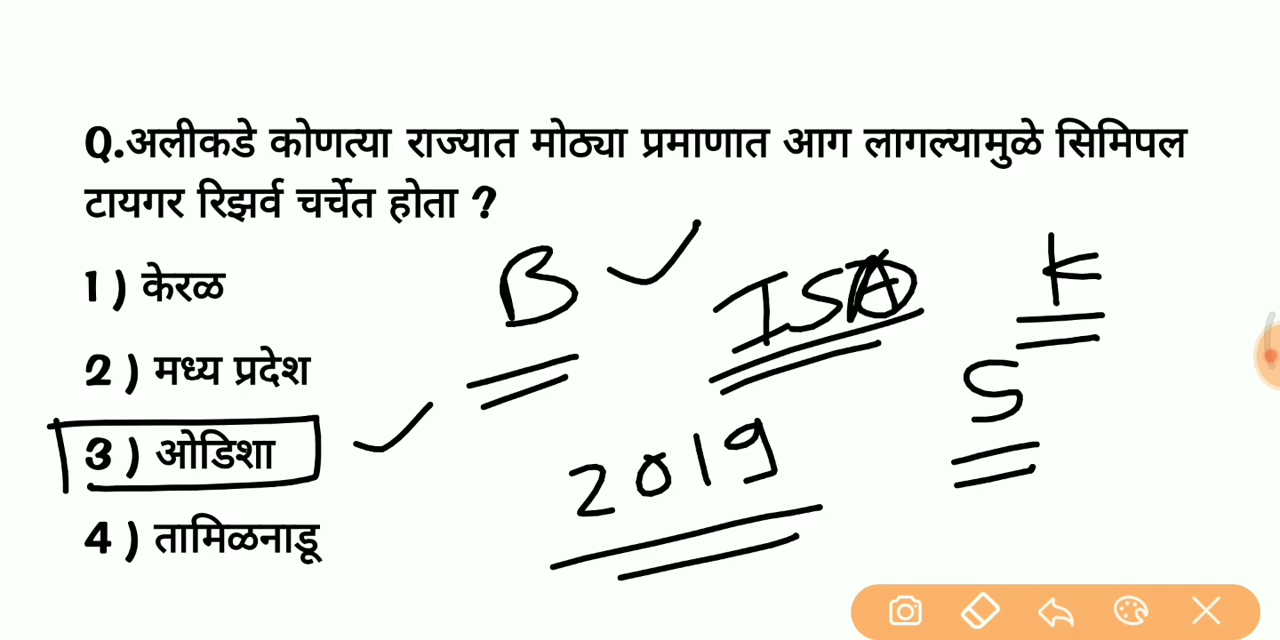 Q.अलीकडे कोणत्या राज्यात मोठ्या प्रमाणात आग लागल्यामुळे सिमिपल
टायगर रिझर्व चर्चेत होता ?
1 ) केरळ
2 ) मध्य प्रदेश
3 ) ओडिशा
4 ) तामिळनाडू
B
ISA
K
S
2019